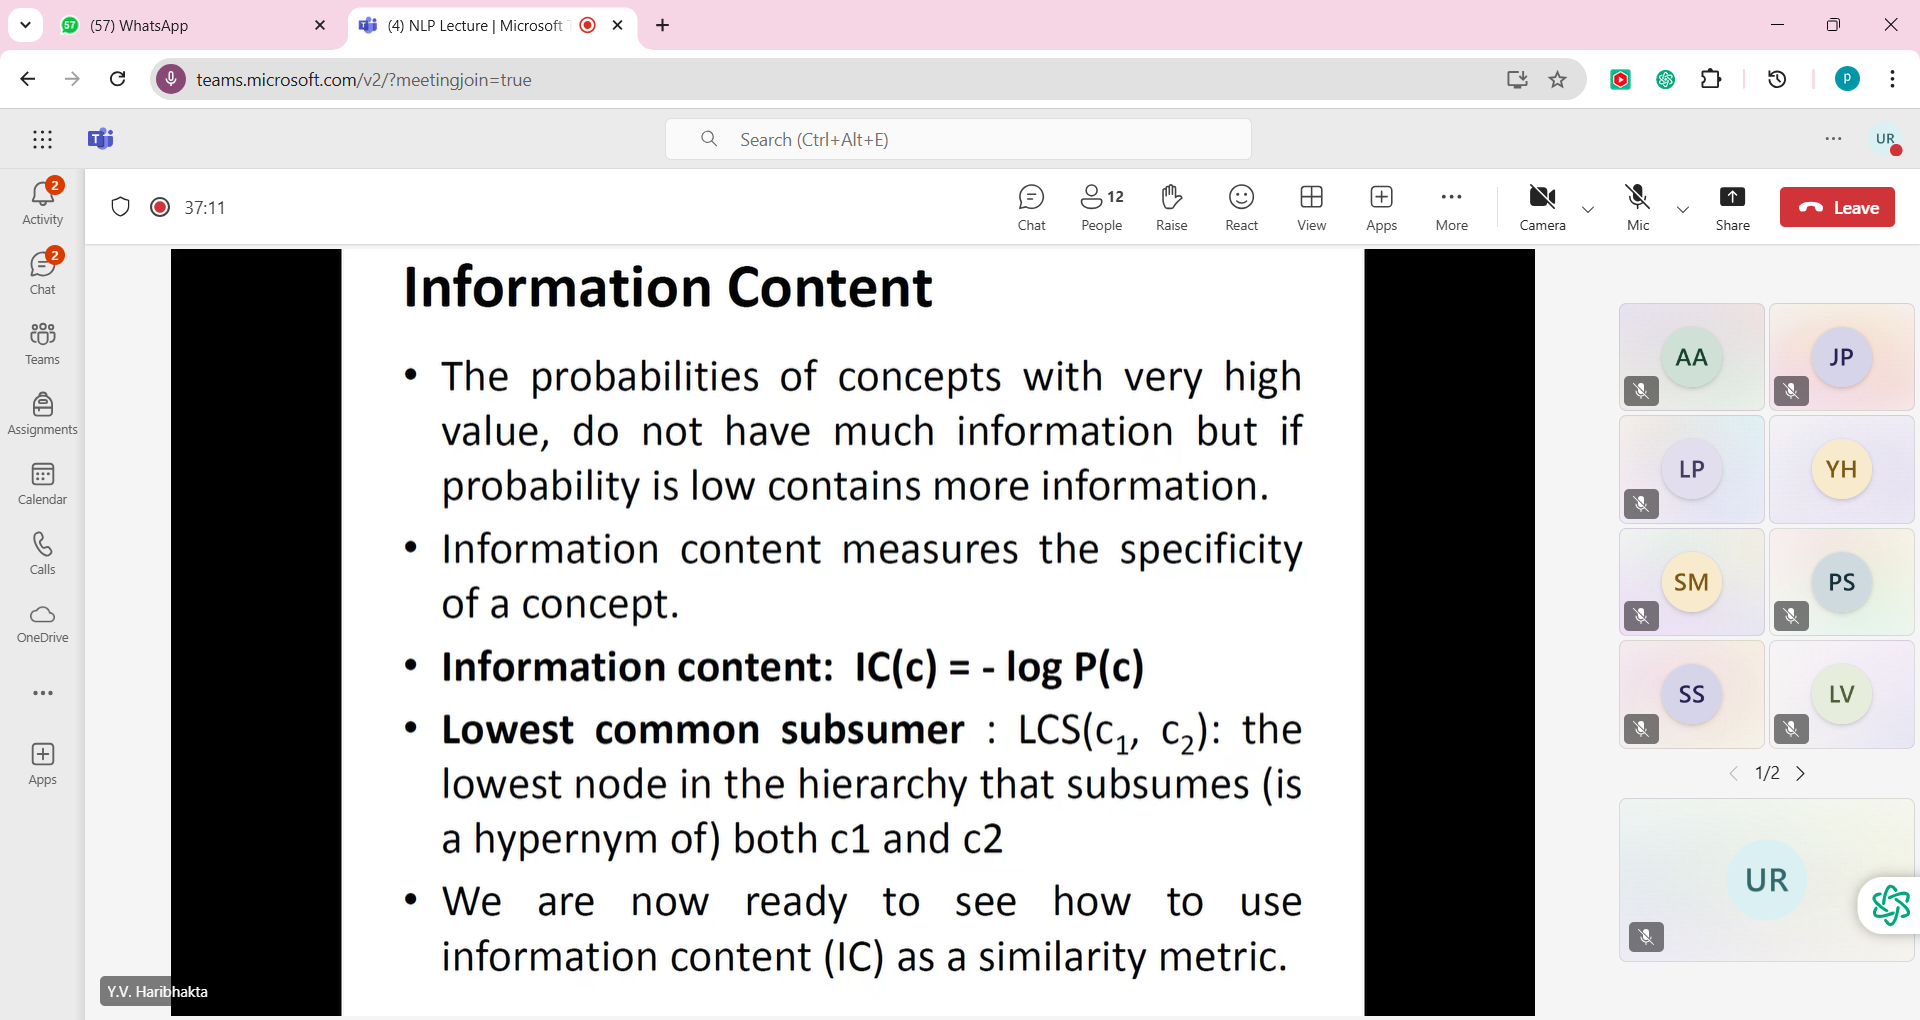 57
(57) WhatsApp
(4) NLP Lecture | Microsoft T
teams.microsoft.com/v2/?meetingjoin=true
P
Search (Ctrl+Alt+E)
UR
2
Activity
2
Chat
Teams
Assignments
Calendar
Calls
OneDrive
Apps
37:11
Chat
12
People
Raise
React
View
Apps
More
Camera
Mic
Share
Leave
Information Content
• The probabilities of concepts with very high
value, do not have much information but if
probability is low contains more information.
• Information content measures the specificity
of a concept.
• Information content: IC(c) = - log P(c)
• Lowest common subsumer : LCS(c₁, c₂): the
lowest node in the hierarchy that subsumes (is
a hypernym of) both c1 and c2
• We are now ready to see how to use
information content (IC) as a similarity metric.
Y.V. Haribhakta
AA
JP
LP
YH
SM
PS
SS
LV
1/2
UR